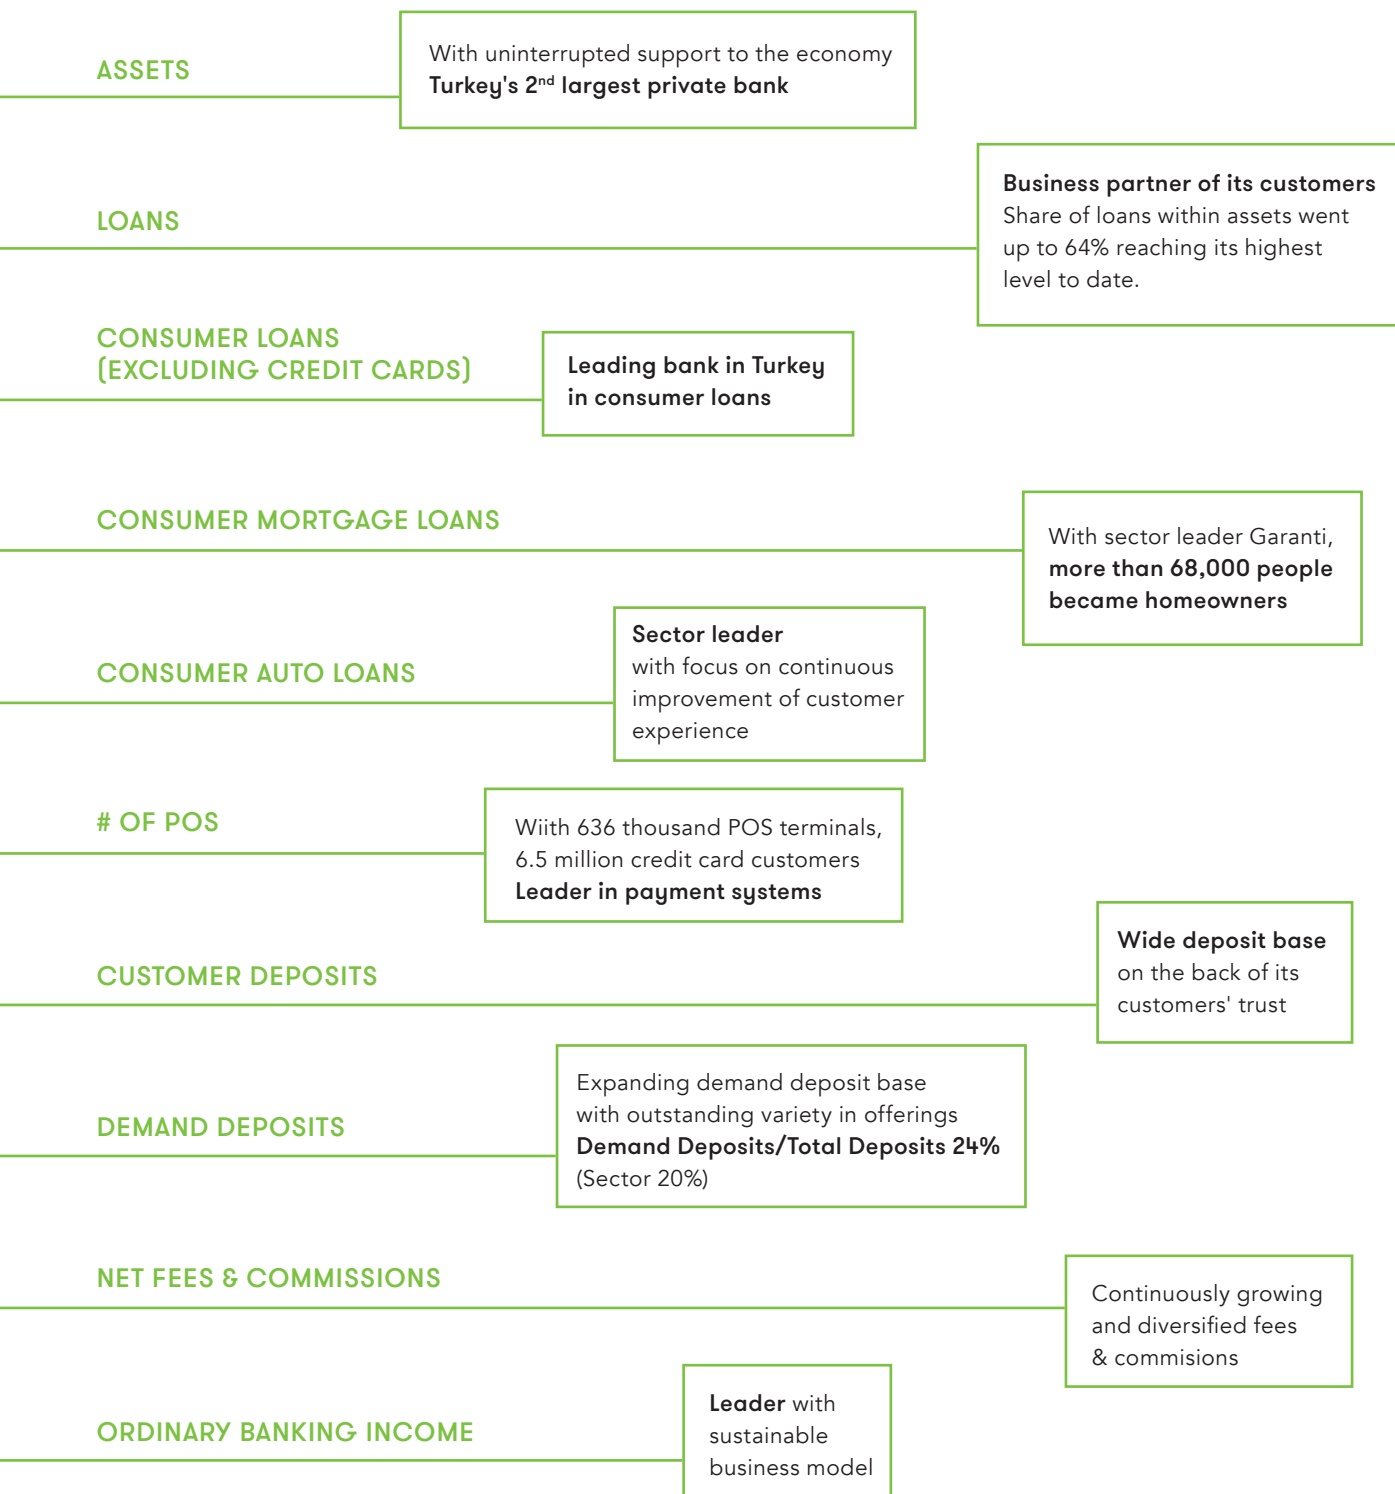 ASSETS
With uninterrupted support to the economy
Turkey's 2nd largest private bank
LOANS
Business partner of its customers
Share of loans within assets went
up to 64% reaching its highest
level to date.
CONSUMER LOANS
(EXCLUDING CREDIT CARDS)
Leading bank in Turkey
in consumer loans
CONSUMER MORTGAGE LOANS
With sector leader Garanti,
more than 68,000 people
became homeowners
CONSUMER AUTO LOANS
Sector leader
with focus on continuous
improvement of customer
experience
# OF POS
Wiith 636 thousand POS terminals,
6.5 million credit card customers
Leader in payment systems
CUSTOMER DEPOSITS
Wide deposit base
on the back of its
customers' trust
DEMAND DEPOSITS
Expanding demand deposit base
with outstanding variety in offerings
Demand Deposits/Total Deposits 24%
(Sector 20%)
NET FEES & COMMISSIONS
Continuously growing
and diversified fees
& commisions
ORDINARY BANKING INCOME
Leader with
sustainable
business model